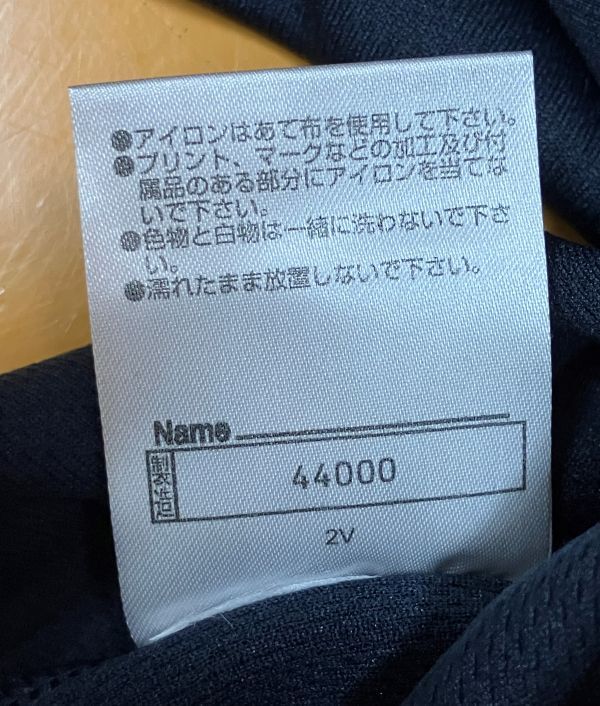 ●アイロンはあて布を使用して下さい。
●プリント、マークなどの加工及び付
属品のある部分にアイロンを当てな
いで下さい。
●色物と白物は一緒に洗わないで下さ
い。
●濡れたまま放置しないで下さい。
Name
製造 44000
2V